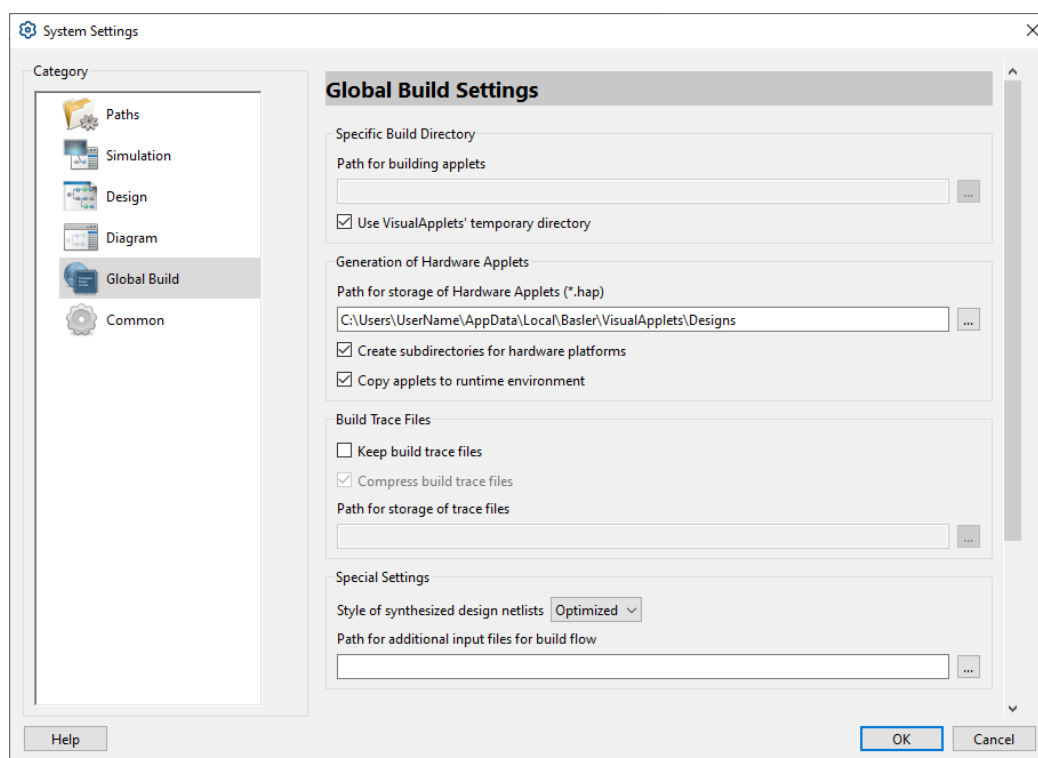 System Settings
Category
Paths
Simulation
Design
Diagram
Global Build
Common
Global Build Settings
Specific Build Directory
Path for building applets
...
Use VisualApplets' temporary directory
Generation of Hardware Applets
Path for storage of Hardware Applets (*.hap)
C:\Users\UserName\AppData\Local\Basler\VisualApplets\Designs
...
Create subdirectories for hardware platforms
Copy applets to runtime environment
Build Trace Files
Keep build trace files
Compress build trace files
Path for storage of trace files
...
Special Settings
Style of synthesized design netlists Optimized
Path for additional input files for build flow
...
Help OK Cancel